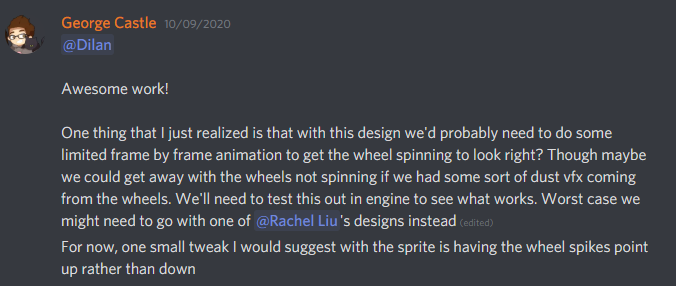 George Castle 10/09/2020
@Dilan
Awesome work!
One thing that I just realized is that with this design we'd probably need to do some
limited frame by frame animation to get the wheel spinning to look right? Though maybe
we could get away with the wheels not spinning if we had some sort of dust vfx coming
from the wheels. We'll need to test this out in engine to see what works. Worst case we
might need to go with one of @Rachel Liu 's designs instead (edited)
For now, one small tweak I would suggest with the sprite is having the wheel spikes point
up rather than down